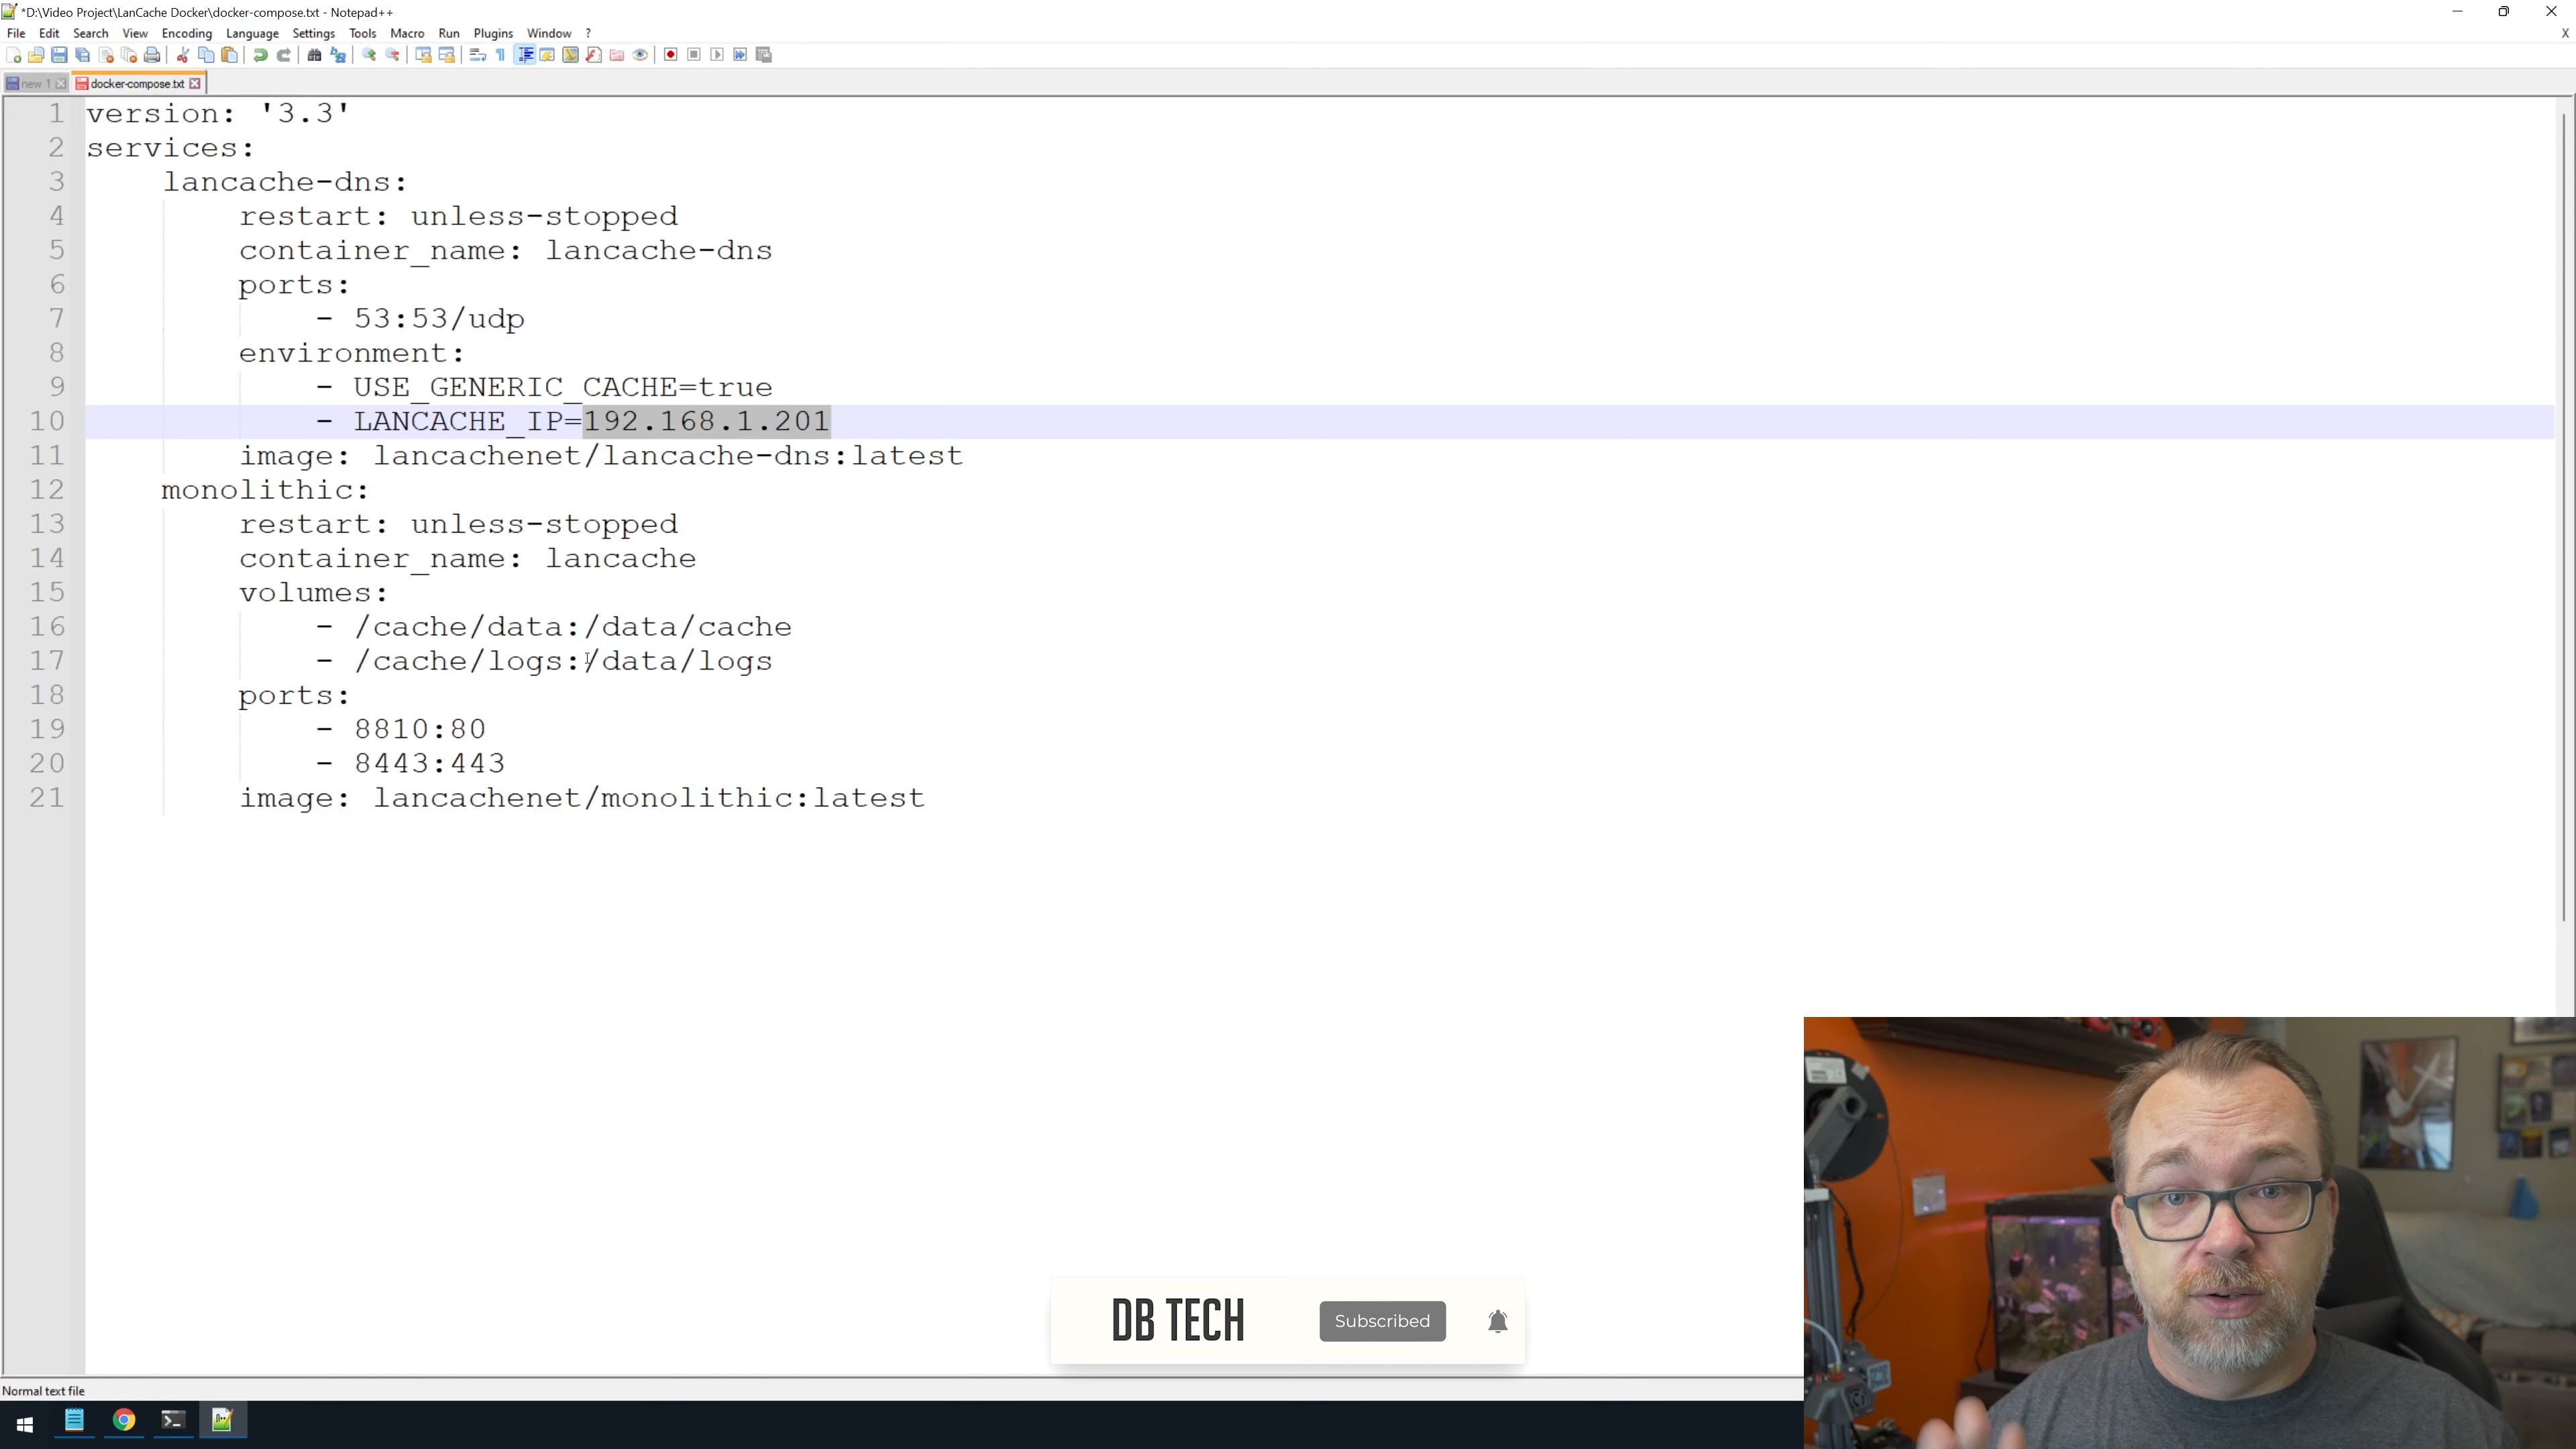 *D:\Video Project\LanCache Docker\docker-compose.txt - Notepad++
File Edit Search View Encoding Language Settings Tools Macro Run Plugins Window ? X
new 1 docker-compose.txt
1 version: '3.3'
2 services:
3 lancache-dns:
4 restart: unless-stopped
5 container_name: lancache-dns
6 ports:
7 - 53:53/udp
8 environment:
9 - USE_GENERIC_CACHE=true
10 - LANCACHE_IP=192.168.1.201
11 image: lancachenet/lancache-dns:latest
12 monolithic:
13 restart: unless-stopped
14 container_name: lancache
15 volumes:
16 - /cache/data:/data/cache
17 - /cache/logs:/data/logs
18 ports:
19 - 8810:80
20 - 8443:443
21 image: lancachenet/monolithic:latest
DB TECH Subscribed
Normal text file